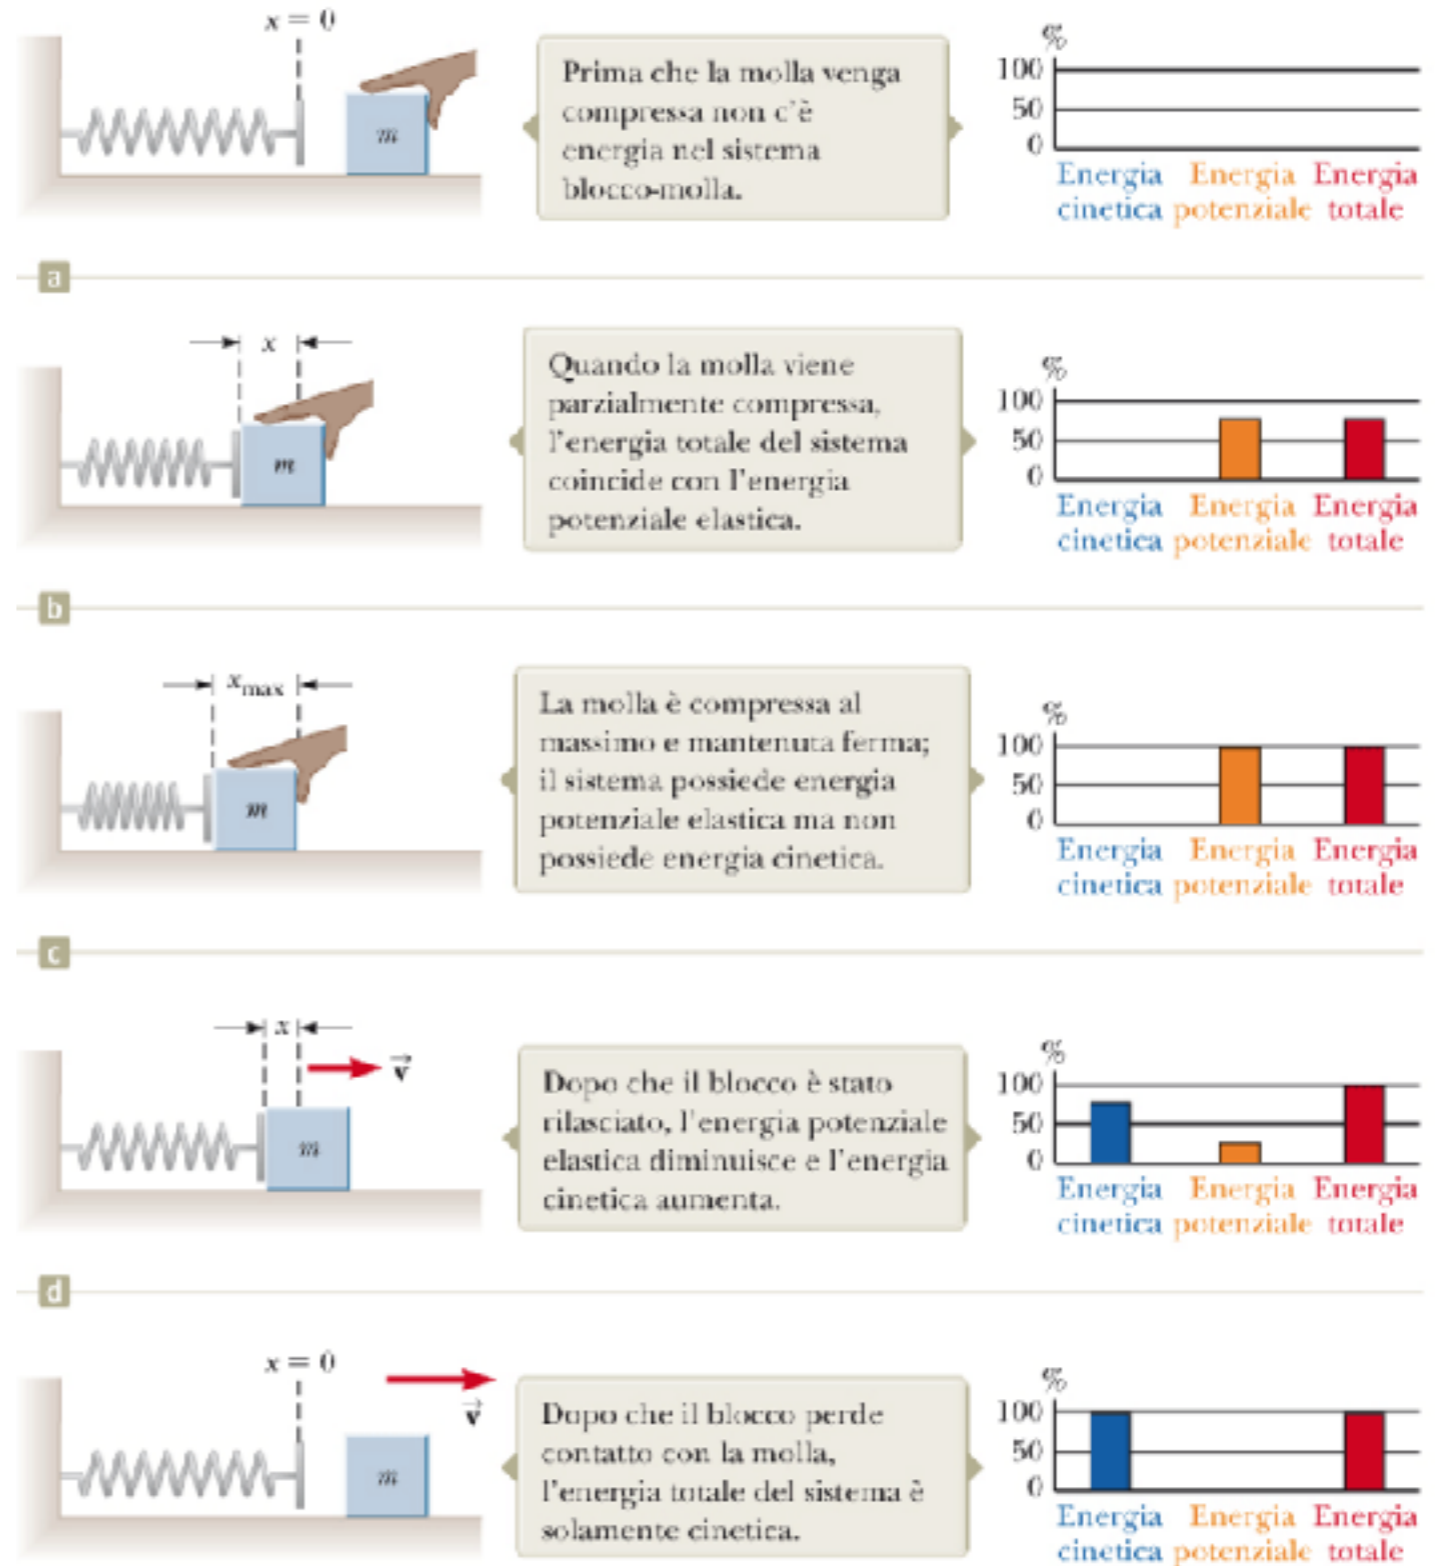 x = 0
m
Prima che la molla venga
compressa non c'è
energia nel sistema
blocco-molla.
%
100
50
0
Energia Energia Energia
cinetica potenziale totale
a
x
m
Quando la molla viene
parzialmente compressa,
l'energia totale del sistema
coincide con l'energia
potenziale elastica.
%
100
50
0
Energia Energia Energia
cinetica potenziale totale
b
xmax
m
La molla è compressa al
massimo e mantenuta ferma;
il sistema possiede energia
potenziale elastica ma non
possiede energia cinetica.
%
100
50
0
Energia Energia Energia
cinetica potenziale totale
c
x
v
m
Dopo che il blocco è stato
rilasciato, l'energia potenziale
elastica diminuisce e l'energia
cinetica aumenta.
%
100
50
0
Energia Energia Energia
cinetica potenziale totale
d
x = 0
v
m
Dopo che il blocco perde
contatto con la molla,
l'energia totale del sistema è
solamente cinetica.
%
100
50
0
Energia Energia Energia
cinetica potenziale totale